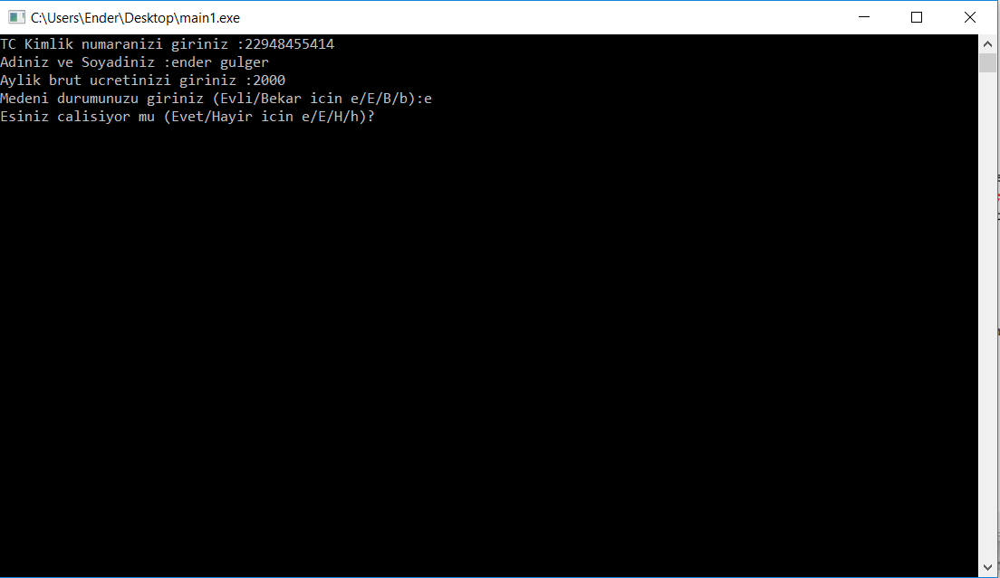 C:\Users\Ender\Desktop\main1.exe
TC Kimlik numaranizi giriniz :22948455414
Adiniz ve Soyadiniz :ender gulger
Aylik brut ucretinizi giriniz :2000
Medeni durumunuzu giriniz (Evli/Bekar icin e/E/B/b):e
Esiniz calisiyor mu (Evet/Hayir icin e/E/H/h)?